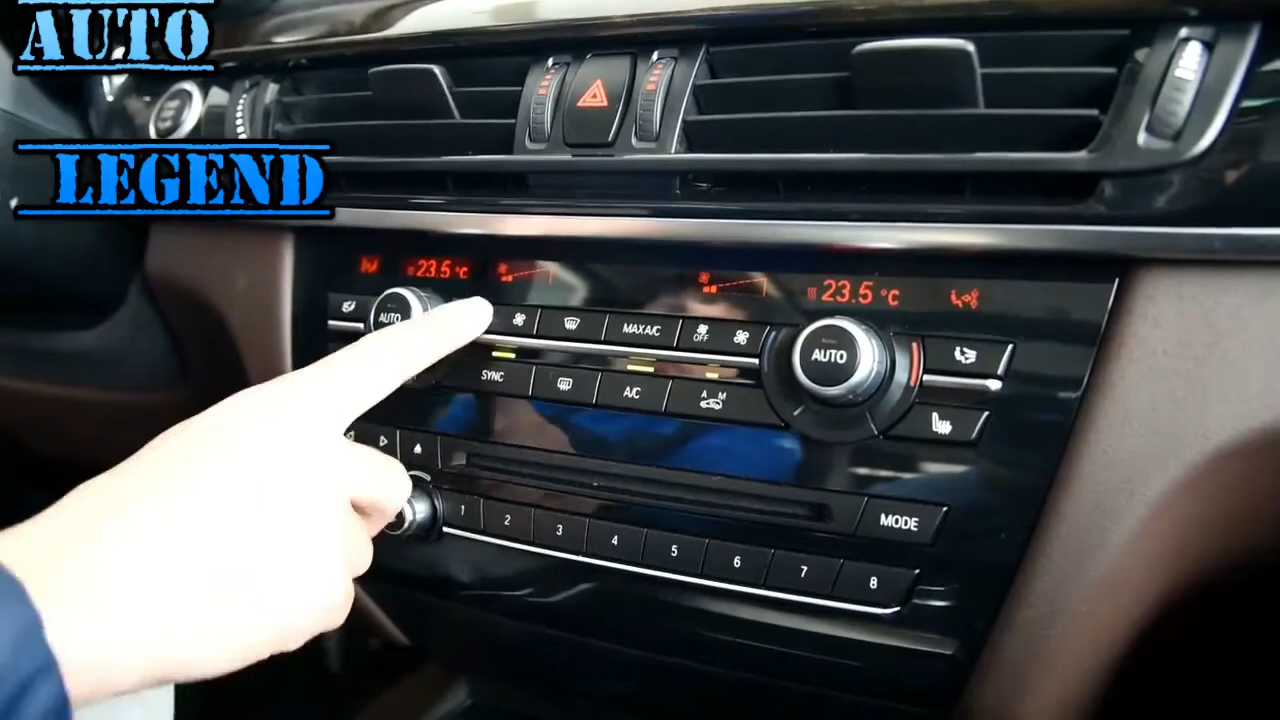 AUTO
LEGEND
23.5 °C
23.5 °C
AUTO
MAX A/C
OFF
AUTO
SYNC
A/C
A M
MODE
1 2 3 4 5 6 7 8